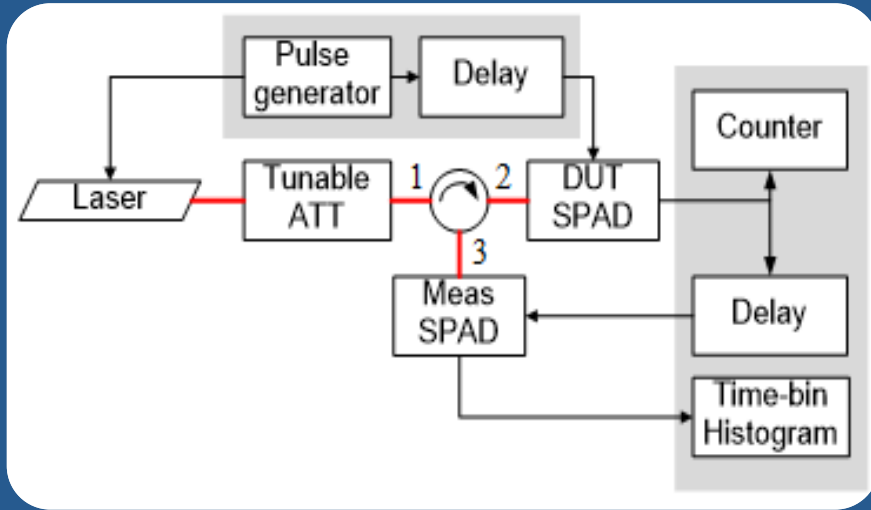 Pulse
generator
Delay
Counter
Laser
Tunable
ATT
1
2
DUT
SPAD
3
Meas
SPAD
Delay
Time-bin
Histogram